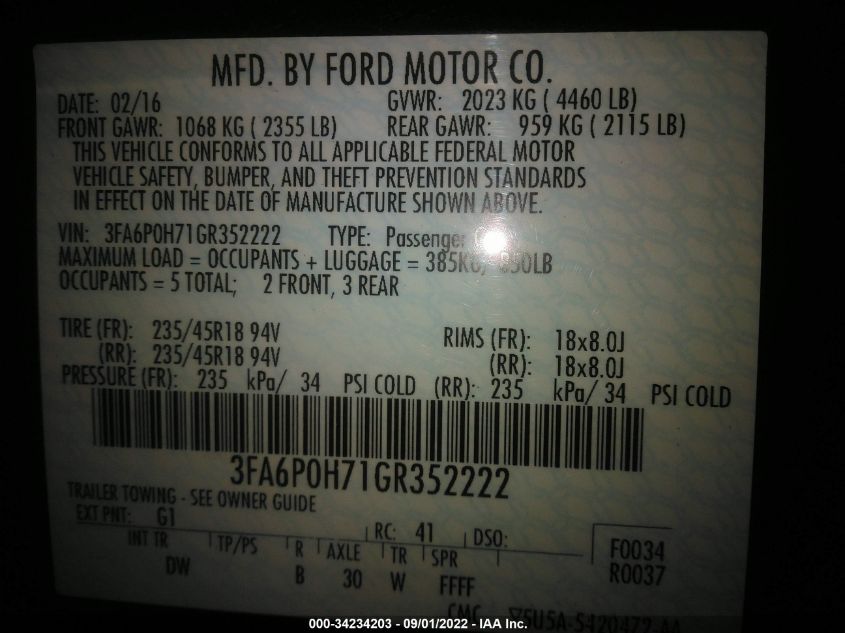 MFD. BY FORD MOTOR CO.
DATE: 02/16 GVWR: 2023 KG ( 4460 LB)
FRONT GAWR: 1068 KG ( 2355 LB) REAR GAWR: 959 KG ( 2115 LB)
THIS VEHICLE CONFORMS TO ALL APPLICABLE FEDERAL MOTOR
VEHICLE SAFETY, BUMPER, AND THEFT PREVENTION STANDARDS
IN EFFECT ON THE DATE OF MANUFACTURE SHOWN ABOVE.
VIN: 3FA6P0H71GR352222 TYPE: Passenger
MAXIMUM LOAD = OCCUPANTS + LUGGAGE = 385KG/ 850LB
OCCUPANTS = 5 TOTAL; 2 FRONT, 3 REAR
TIRE (FR): 235/45R18 94V RIMS (FR): 18x8.0J
(RR): 235/45R18 94V (RR): 18x8.0J
PRESSURE (FR): 235 kPa/ 34 PSI COLD (RR): 235 kPa/ 34 PSI COLD
3FA6P0H71GR352222
TRAILER TOWING - SEE OWNER GUIDE
EXT PNT: G1 RC: 41 DSO: F0034
INT TR TP/PS R AXLE TR SPR R0037
DW B 30 W FFFF
000-34234203 - 09/01/2022 - IAA Inc.